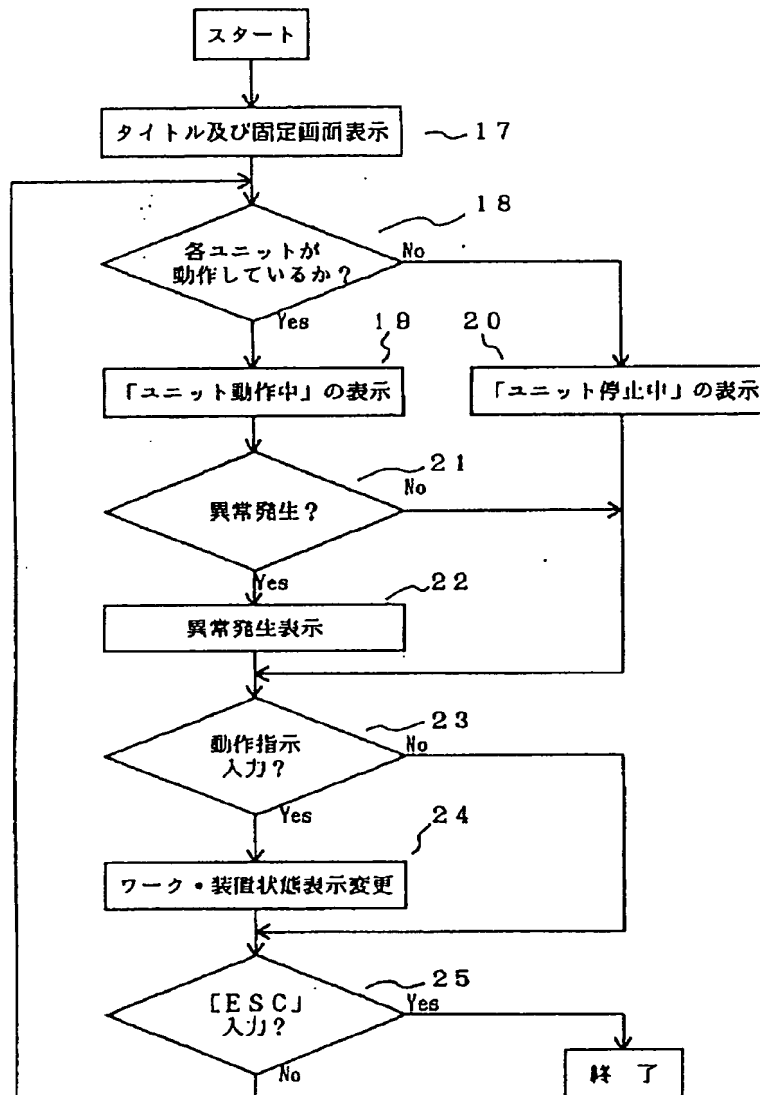 スタート
タイトル及び固定画面表示
17
18
各ユニットが
動作しているか?
No
Yes
19
20
「ユニット動作中」の表示
「ユニット停止中」の表示
21
異常発生?
No
Yes
22
異常発生表示
23
動作指示
入力?
No
Yes
24
ワーク・装置状態表示変更
25
「ESC」
入力?
Yes
No
終 了